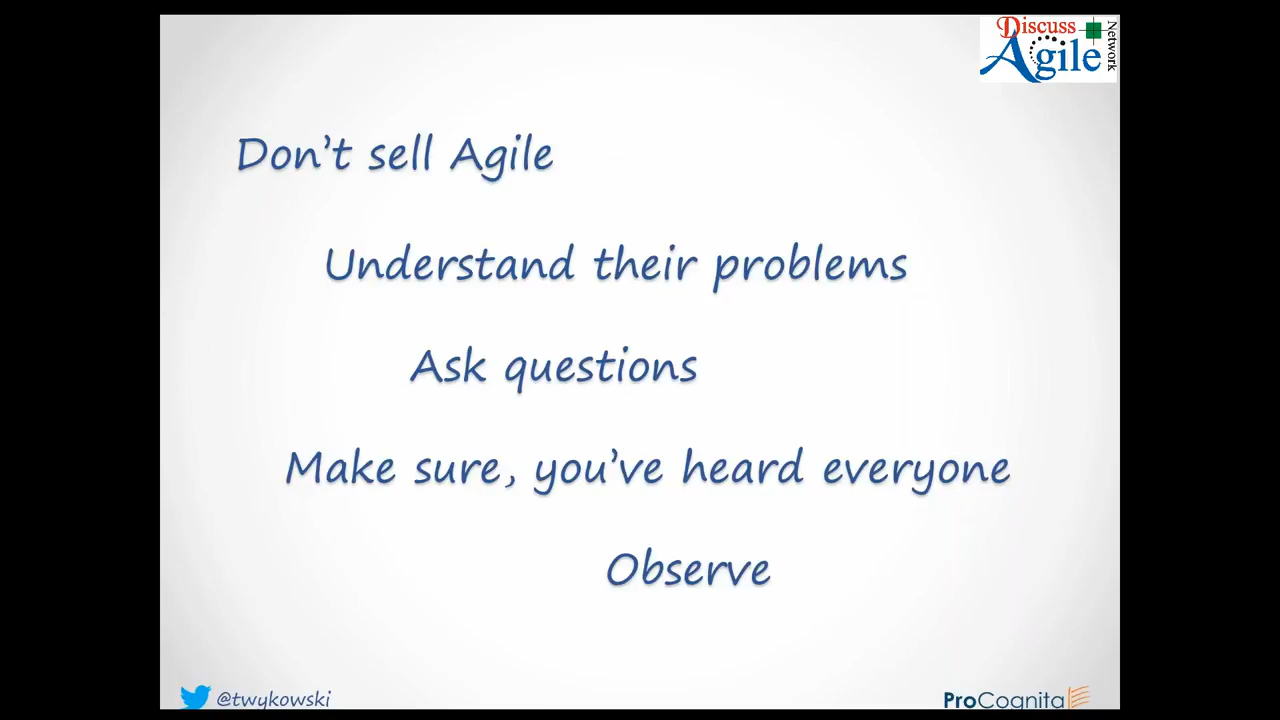 Discuss
Agile
Network
Don't sell Agile
Understand their problems
Ask questions
Make sure, you've heard everyone
Observe
@twykowski
ProCognita